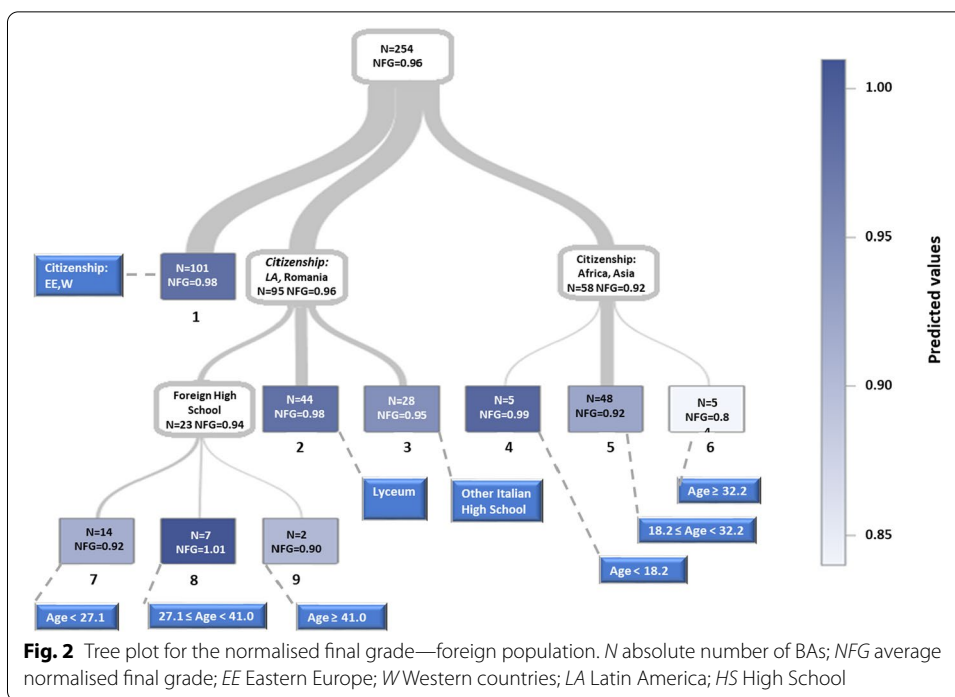 N=254
NFG=0.96
1.00
0.95
0.90
0.85
Predicted values
Citizenship:
EE,W
N=101
NFG=0.98
1
Citizenship:
LA, Romania
N=95 NFG=0.96
Citizenship:
Africa, Asia
N=58 NFG=0.92
Foreign High
School
N=23 NFG=0.94
N=44
NFG=0.98
2
N=28
NFG=0.95
3
N=5
NFG=0.99
4
N=48
NFG=0.92
5
N=5
NFG=0.8
4
6
Lyceum
Other Italian
High School
Age ≥ 32.2
18.2 ≤ Age < 32.2
Age < 18.2
N=14
NFG=0.92
7
N=7
NFG=1.01
8
N=2
NFG=0.90
9
Age < 27.1
27.1 ≤ Age < 41.0
Age ≥ 41.0
Fig. 2 Tree plot for the normalised final grade—foreign population. N absolute number of BAs; NFG average
normalised final grade; EE Eastern Europe; W Western countries; LA Latin America; HS High School